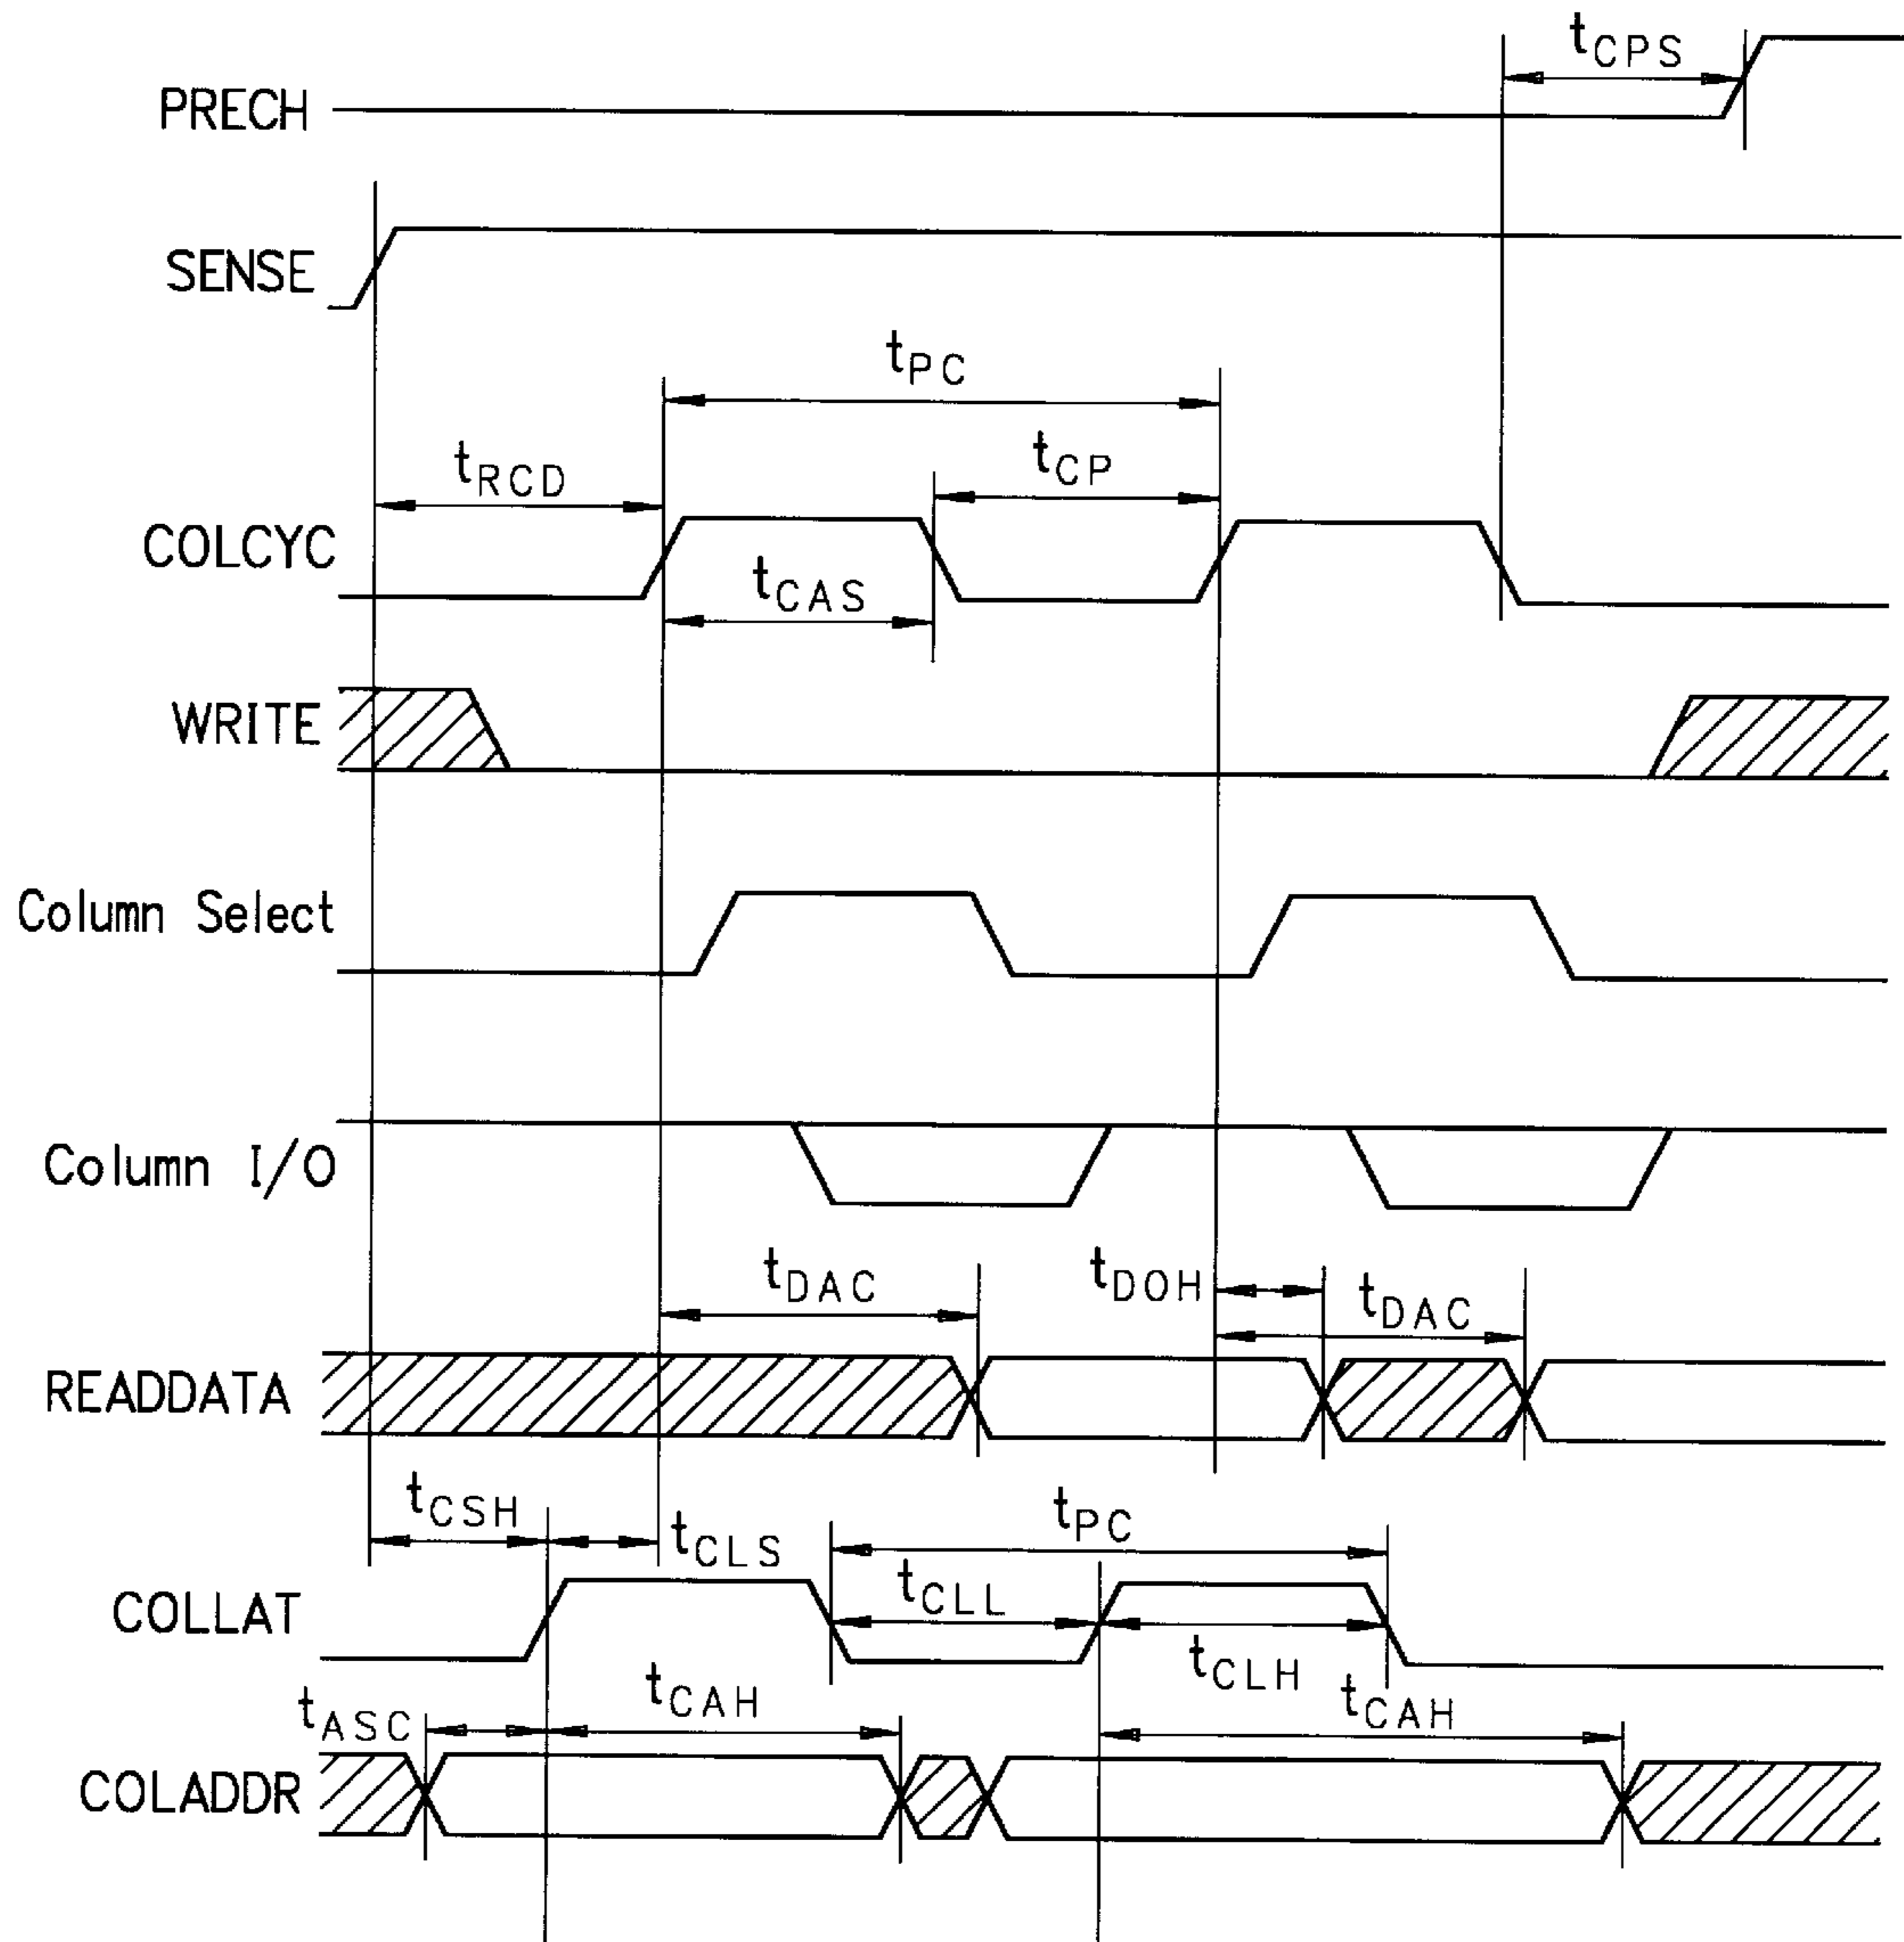 tCPS
PRECH
SENSE
tPC
tRCD
tCP
COLCYC
tCAS
WRITE
Column Select
Column I/O
tDAC
tDOH
tDAC
READDATA
tCSH
tCLS
tPC
COLLAT
tCLL
tCLH
tASC
tCAH
tCAH
COLADDR